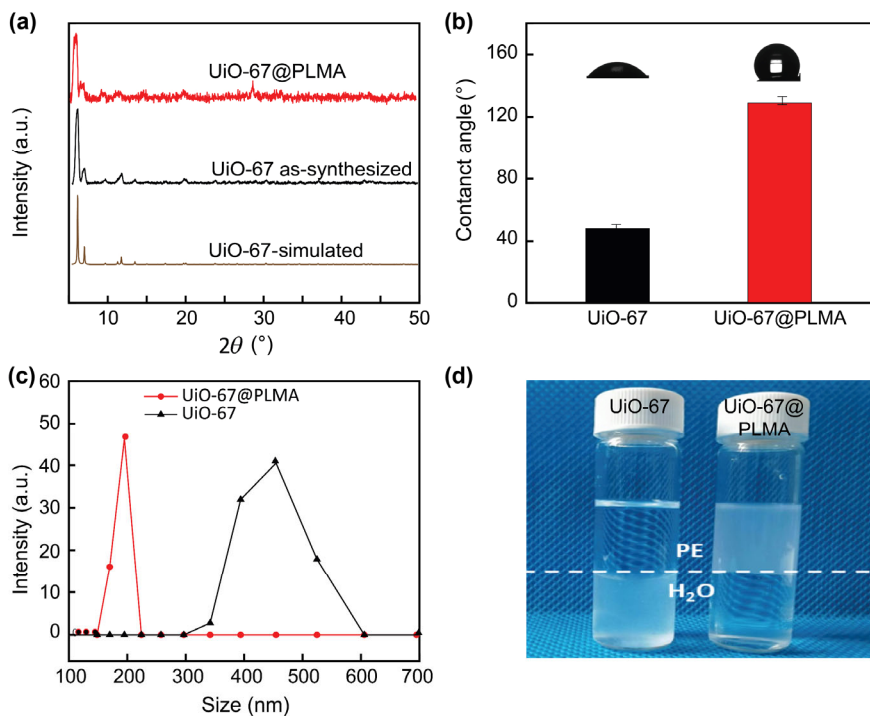 (a)
Intensity (a.u.)
UiO-67@PLMA
UiO-67 as-synthesized
UiO-67-simulated
10 20 30 40 50
2θ (°)
(b)
Contanct angle (°)
160
120
80
40
0
UiO-67 UiO-67@PLMA
(c)
Intensity (a.u.)
60
50
40
30
20
10
0
UiO-67@PLMA
UiO-67
100 200 300 400 500 600 700
Size (nm)
(d)
UiO-67
UiO-67@
PLMA
PE
H₂O